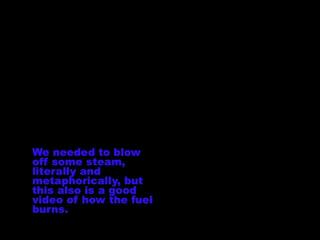 We needed to blow
off some steam,
literally and
metaphorically, but
this also is a good
video of how the fuel
burns.